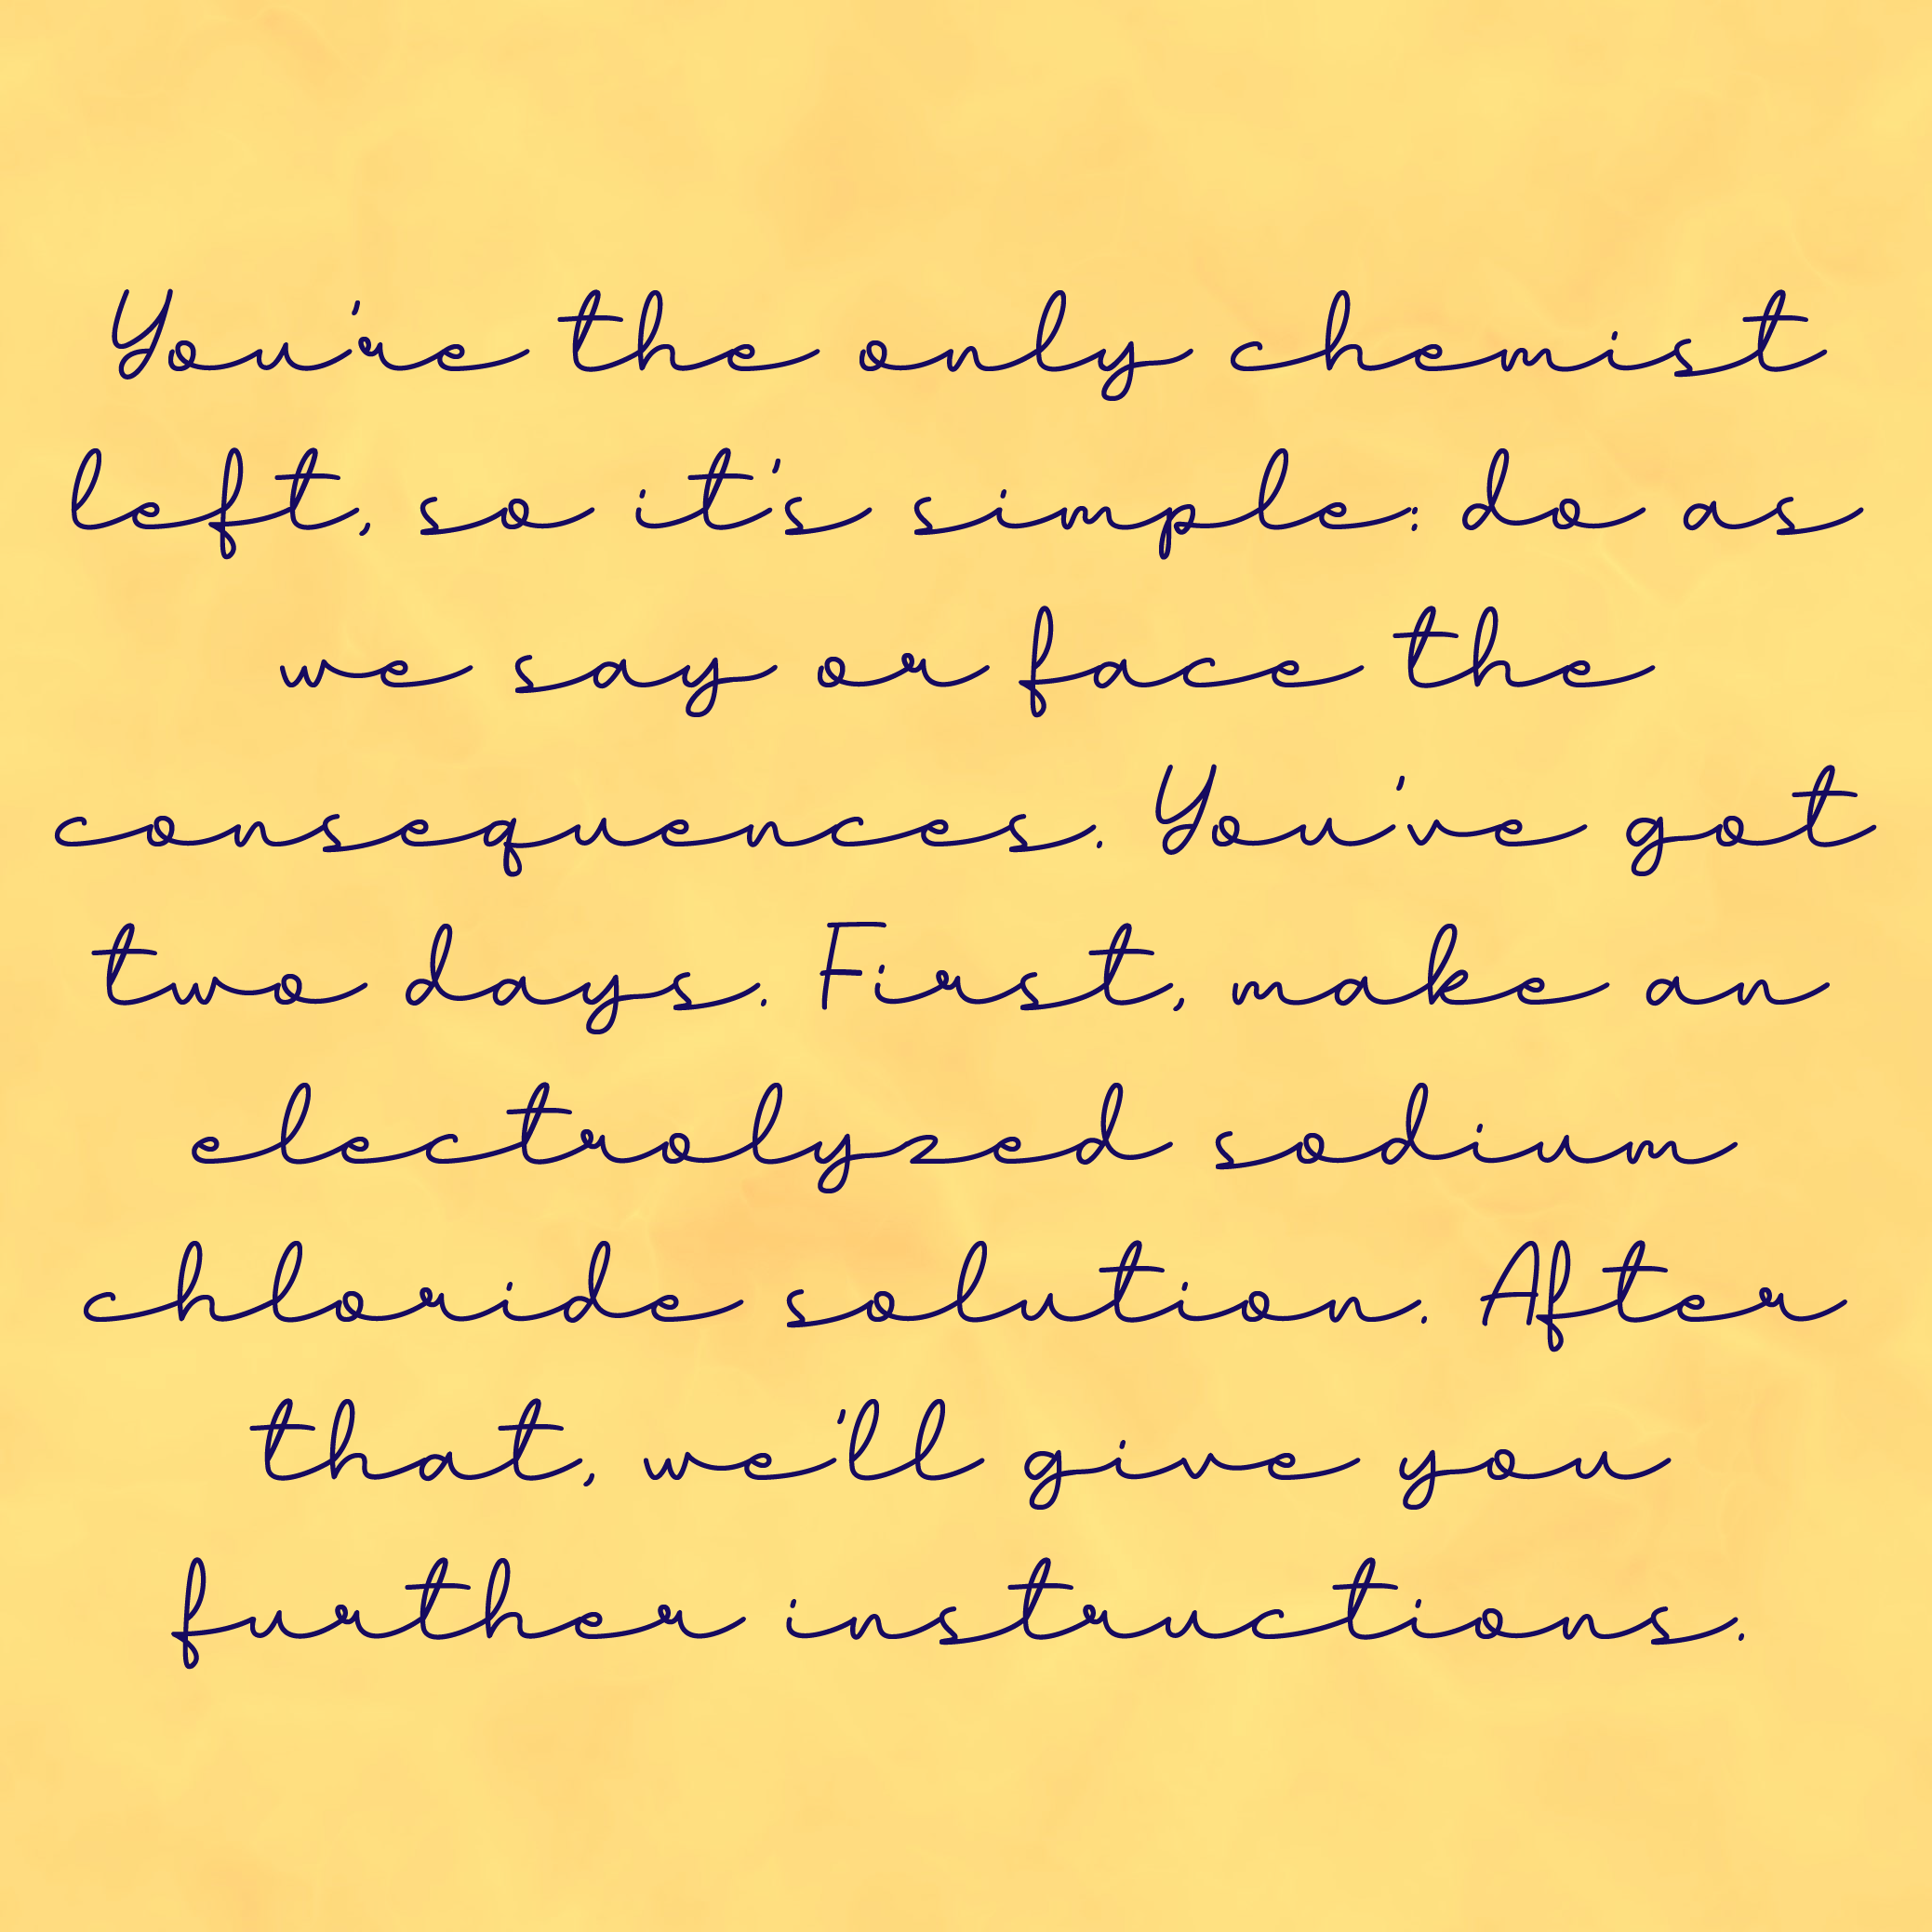 You're the only chemist
left, so it's simple: do as
we say or face the
consequences. You've got
two days. First, make an
electrolyzed sodium
chloride solution. After
that, we'll give you
further instructions.